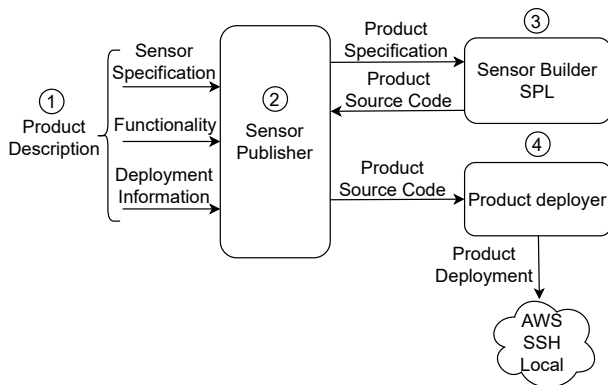 ①
Product
Description
Sensor
Specification
Functionality
Deployment
Information
②
Sensor
Publisher
Product
Specification
Product
Source Code
③
Sensor Builder
SPL
Product
Source Code
④
Product deployer
Product
Deployment
AWS
SSH
Local